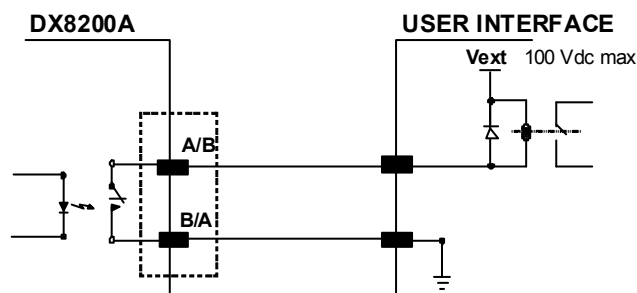 DX8200A
USER INTERFACE
Vext 100 Vdc max
A/B
B/A